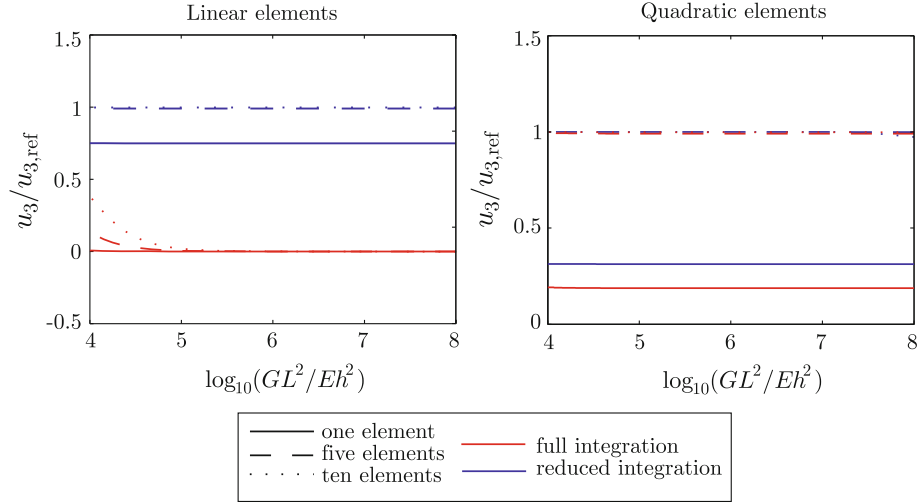 Linear elements
1.5
1
0.5
0
-0.5
u₃/u₃,ref
4 5 6 7 8
log₁₀(GL²/Eh²)
Quadratic elements
1.5
1
0.5
0
u₃/u₃,ref
4 5 6 7 8
log₁₀(GL²/Eh²)
one element
five elements
ten elements
full integration
reduced integration